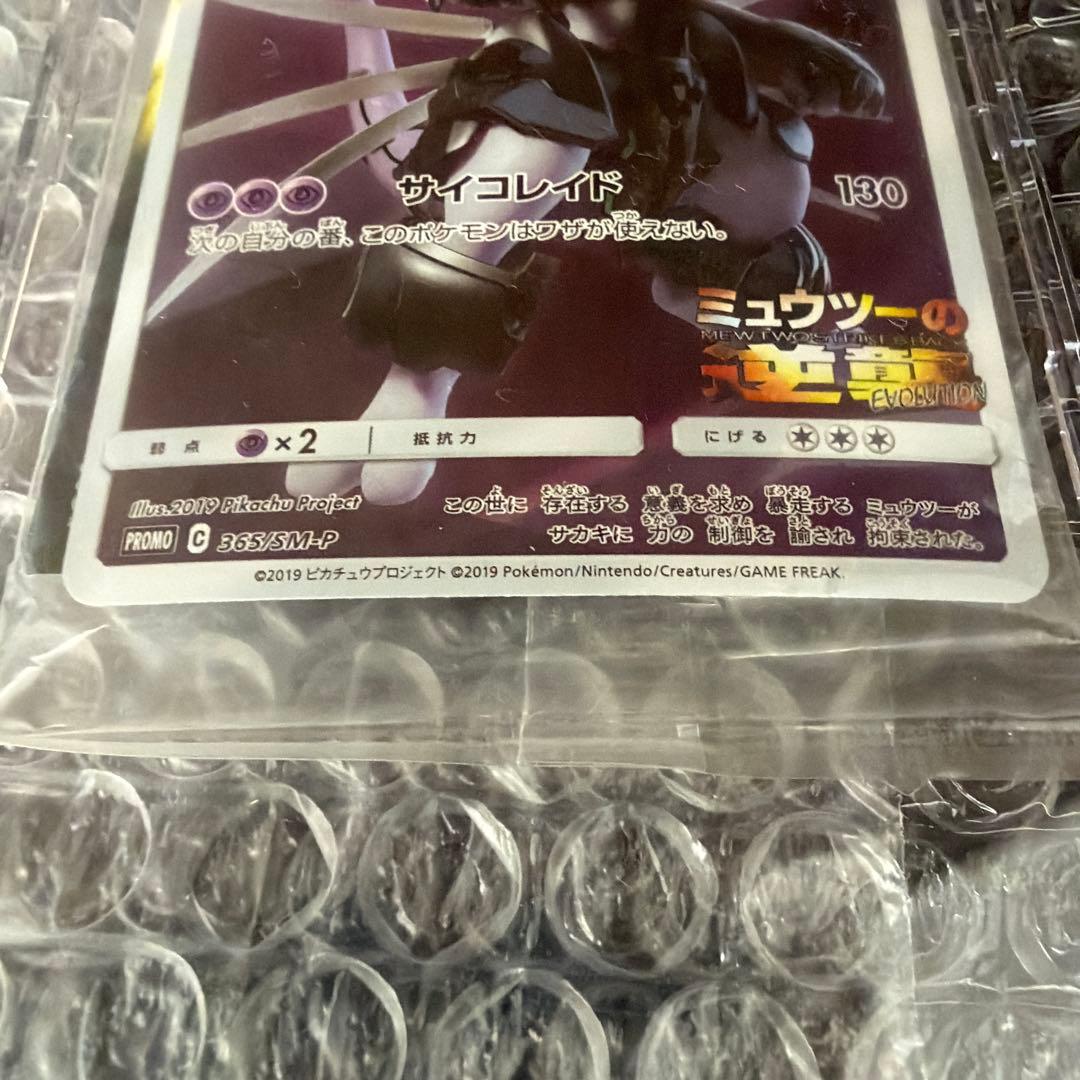 サイコレイド 130
次の自分の番、このポケモンはワザが使えない。
ミュウツーの
MEWTWO STRIKES BACK
逆襲
EVOLUTION
弱点 ×2 抵抗力 にげる
Illus.2019 Pikachu Project
この世に 存在する 意義を求め 暴走する ミュウツーが
サカキに 力の 制御を 諭され 拘束された。
PROMO C 365/SM-P
©2019 ピカチュウプロジェクト ©2019 Pokémon/Nintendo/Creatures/GAME FREAK.